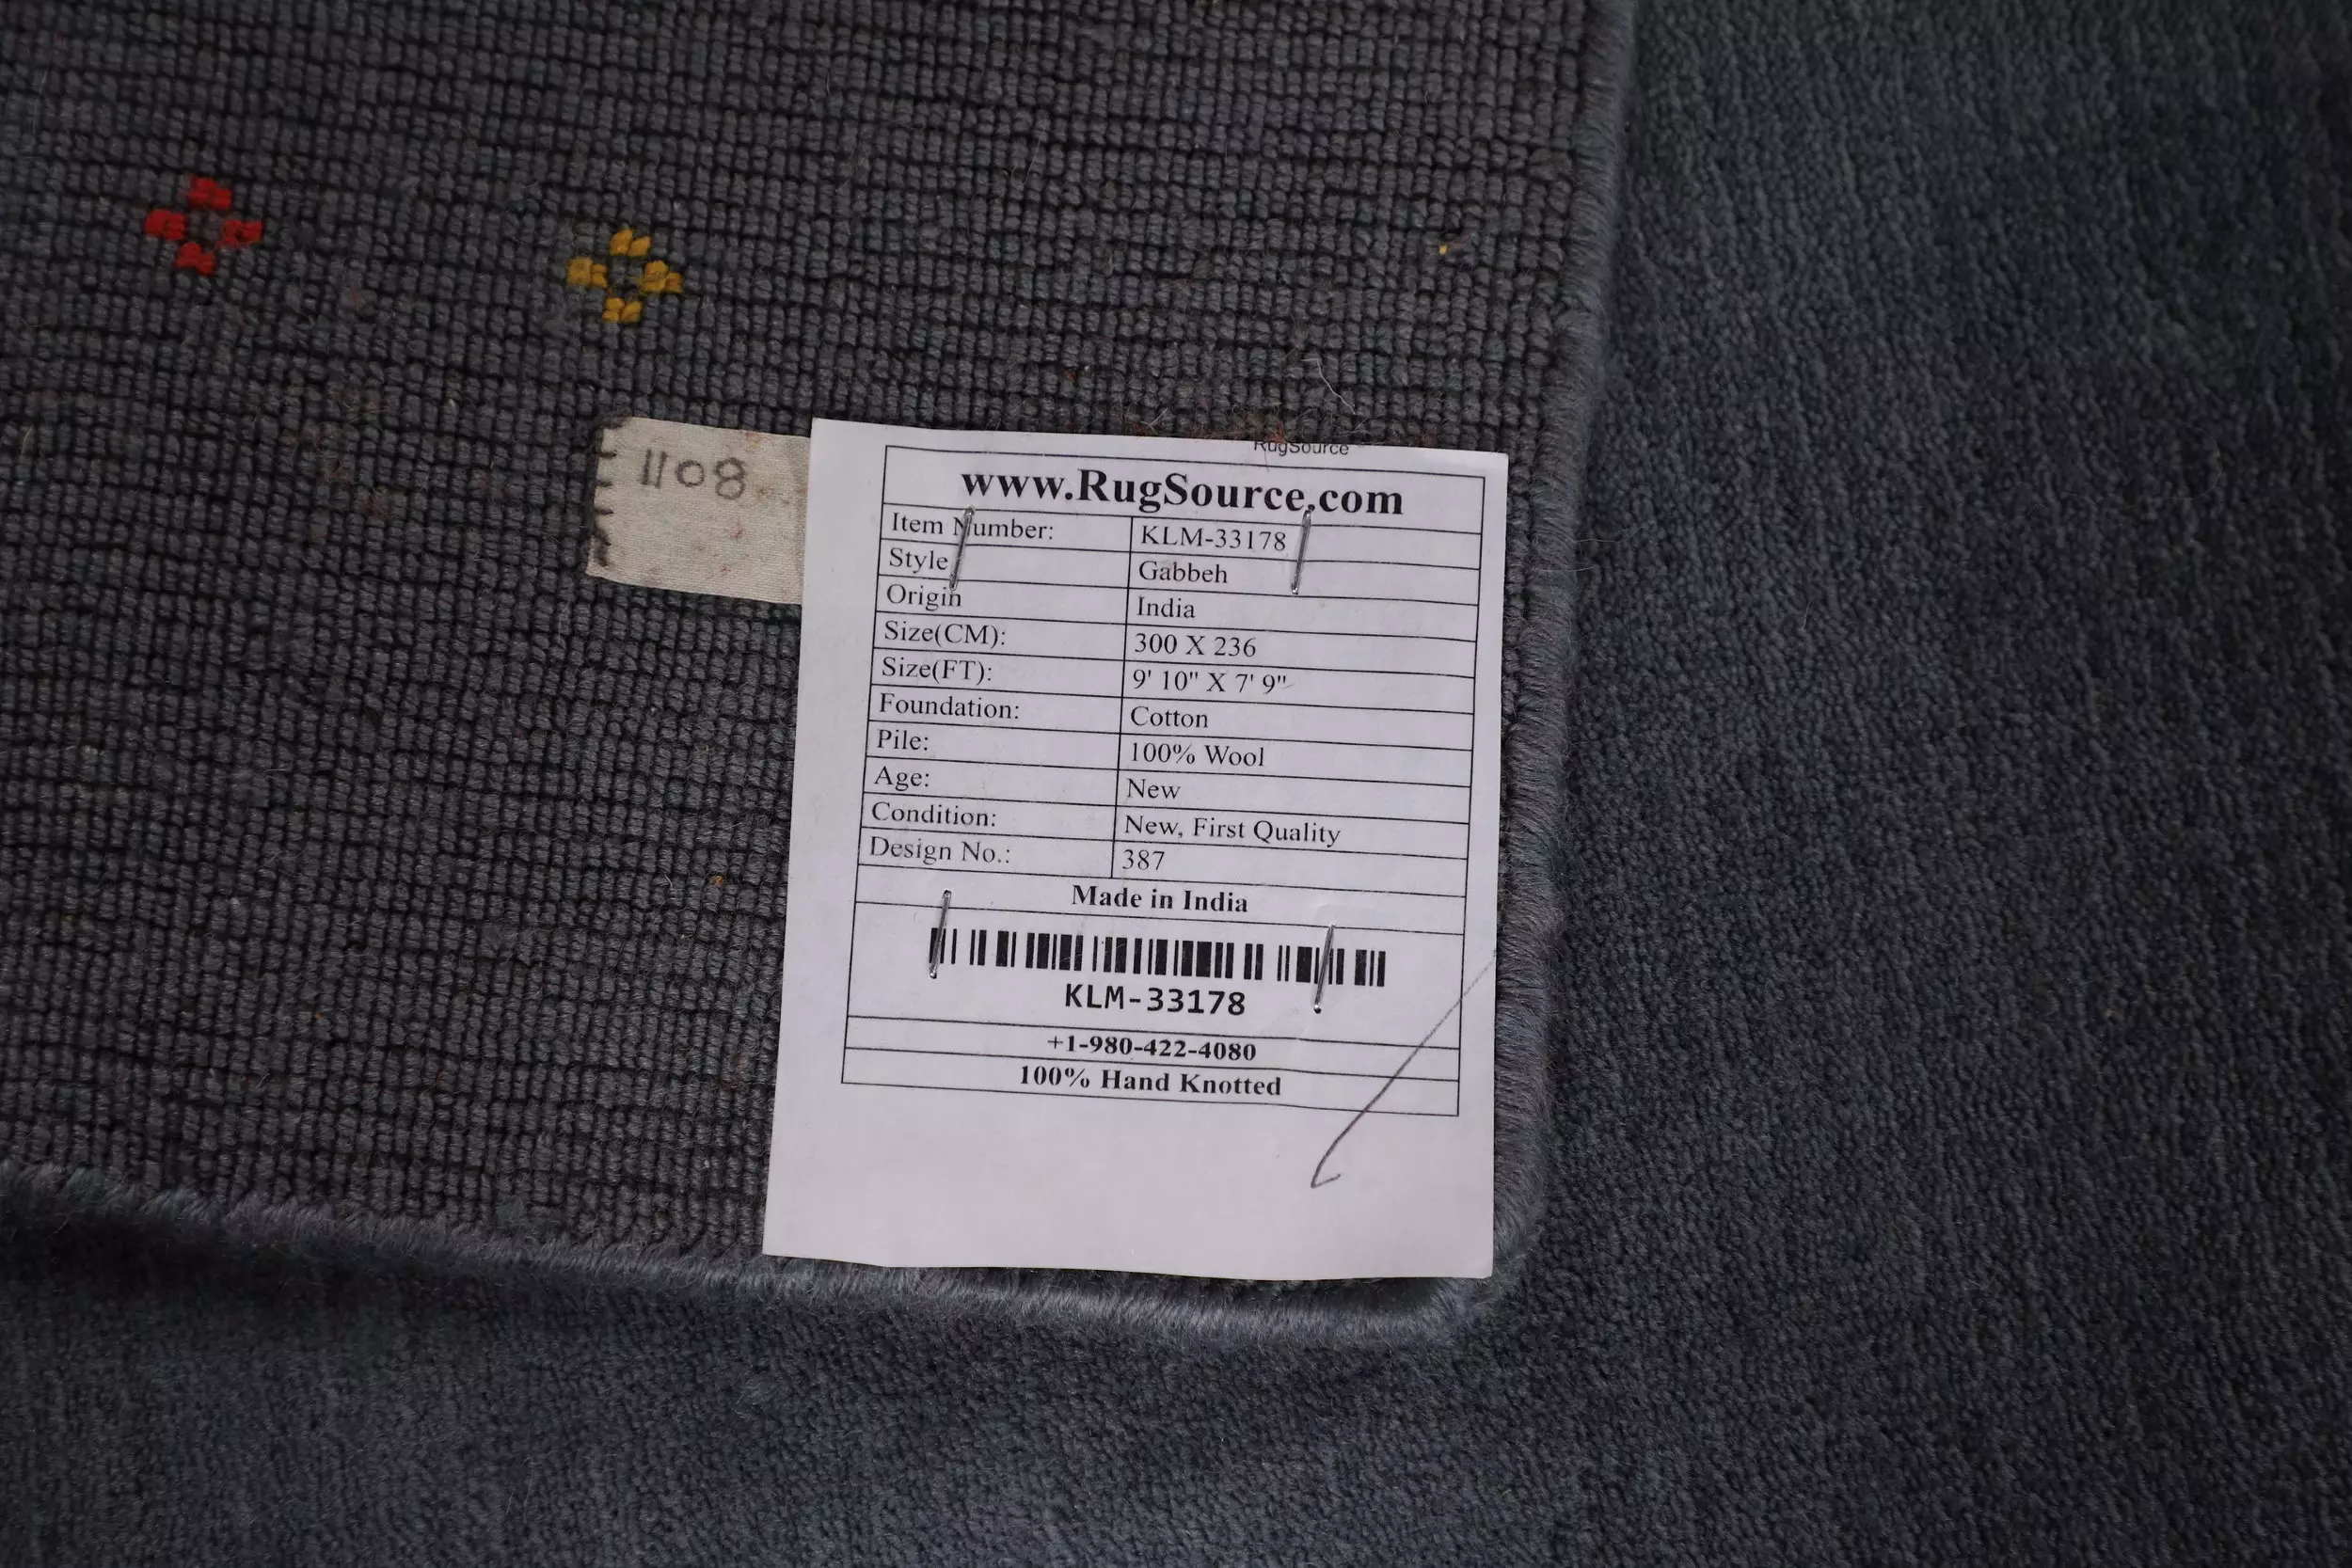 1108
RugSource
www.RugSource.com
Item Number: KLM-33178
Style Gabbeh
Origin India
Size(CM): 300 X 236
Size(FT): 9' 10" X 7' 9"
Foundation: Cotton
Pile: 100% Wool
Age: New
Condition: New, First Quality
Design No.: 387
Made in India
KLM-33178
+1-980-422-4080
100% Hand Knotted